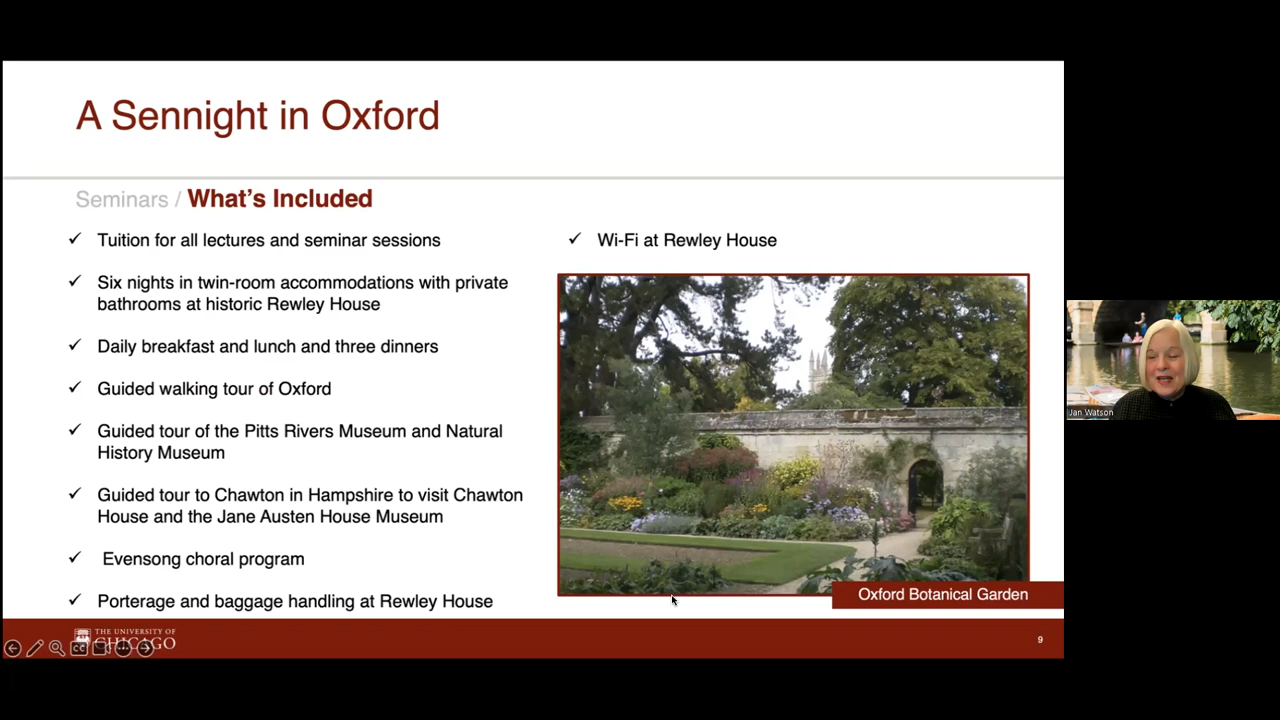 A Sennight in Oxford
Seminars / What's Included
✓ Tuition for all lectures and seminar sessions
✓ Six nights in twin-room accommodations with private
bathrooms at historic Rewley House
✓ Daily breakfast and lunch and three dinners
✓ Guided walking tour of Oxford
✓ Guided tour of the Pitts Rivers Museum and Natural
History Museum
✓ Guided tour to Chawton in Hampshire to visit Chawton
House and the Jane Austen House Museum
✓ Evensong choral program
✓ Porterage and baggage handling at Rewley House
✓ Wi-Fi at Rewley House
Oxford Botanical Garden
Jan Watson
THE UNIVERSITY OF
CHICAGO
CC
9